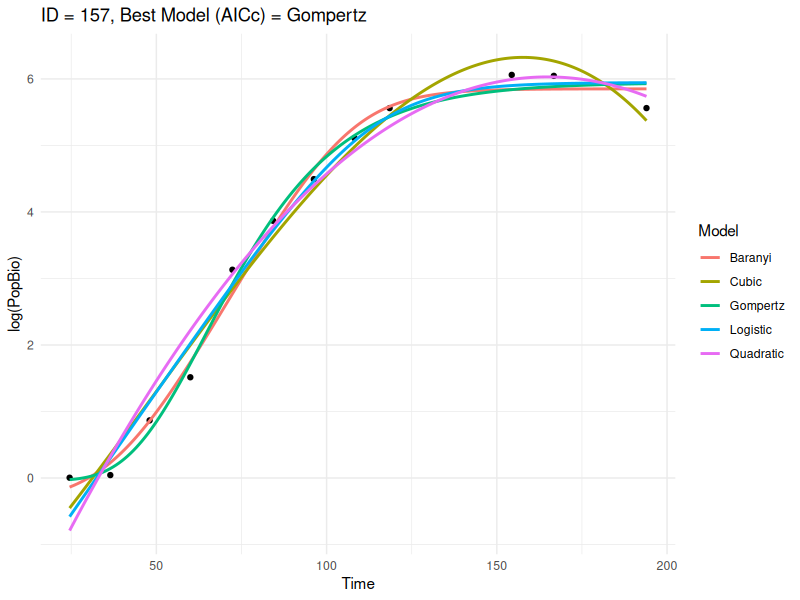 ID = 157, Best Model (AICc) = Gompertz
6
4
2
0
log(PopBio)
50
100
150
200
Time
Model
Baranyi
Cubic
Gompertz
Logistic
Quadratic